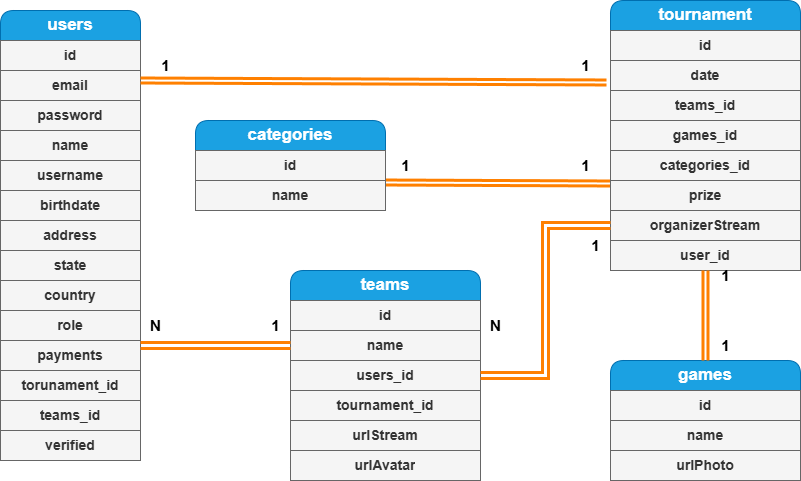 users
id
email
password
name
username
birthdate
address
state
country
role
payments
torunament_id
teams_id
verified
1
1
categories
id
name
1
1
tournament
id
date
teams_id
games_id
categories_id
prize
organizerStream
user_id
N
1
teams
id
name
users_id
tournament_id
urlStream
urlAvatar
N
1
1
1
games
id
name
urlPhoto